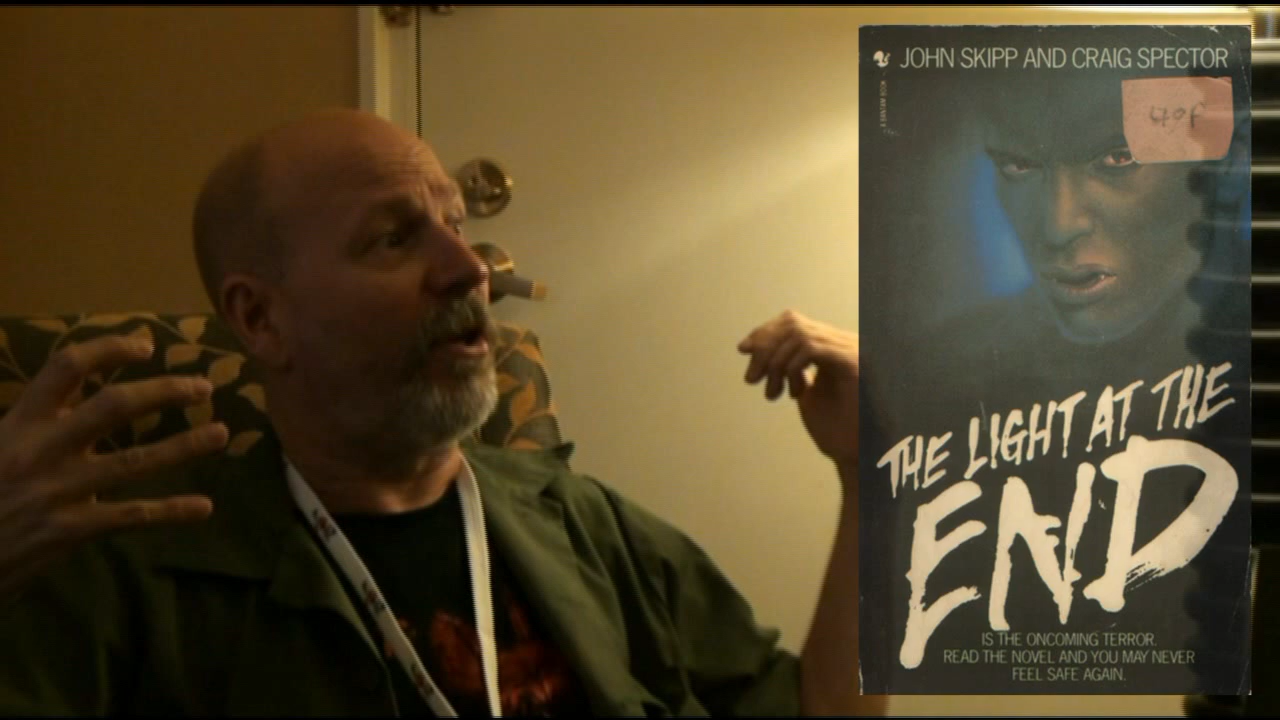 JOHN SKIPP AND CRAIG SPECTOR
THE LIGHT AT THE
END
IS THE ONCOMING TERROR.
READ THE NOVEL AND YOU MAY NEVER
FEEL SAFE AGAIN.